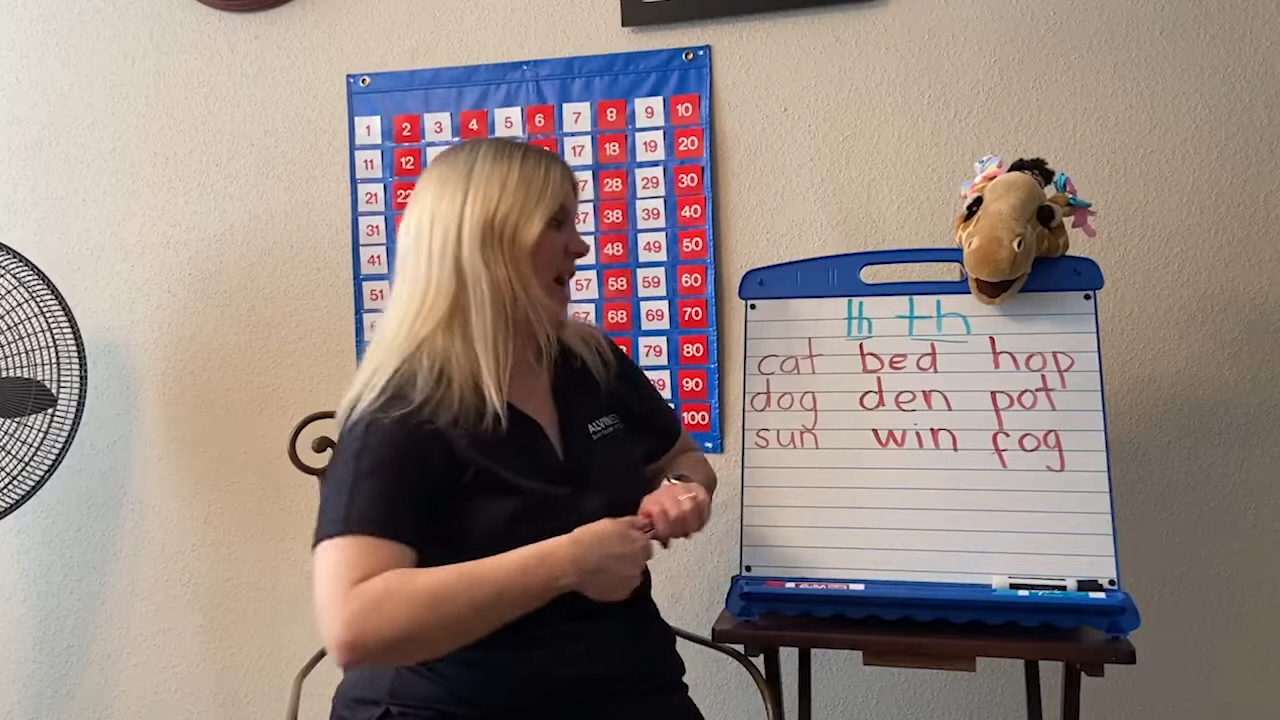 1 2 3 4 5 6 7 8 9 10
11 12 17 18 19 20
21 22 28 29 30
31 38 39 40
41 48 49 50
51 57 58 59 60
67 68 69 70
79 80
90
100
th th
cat bed hop
dog den pot
sun win fog